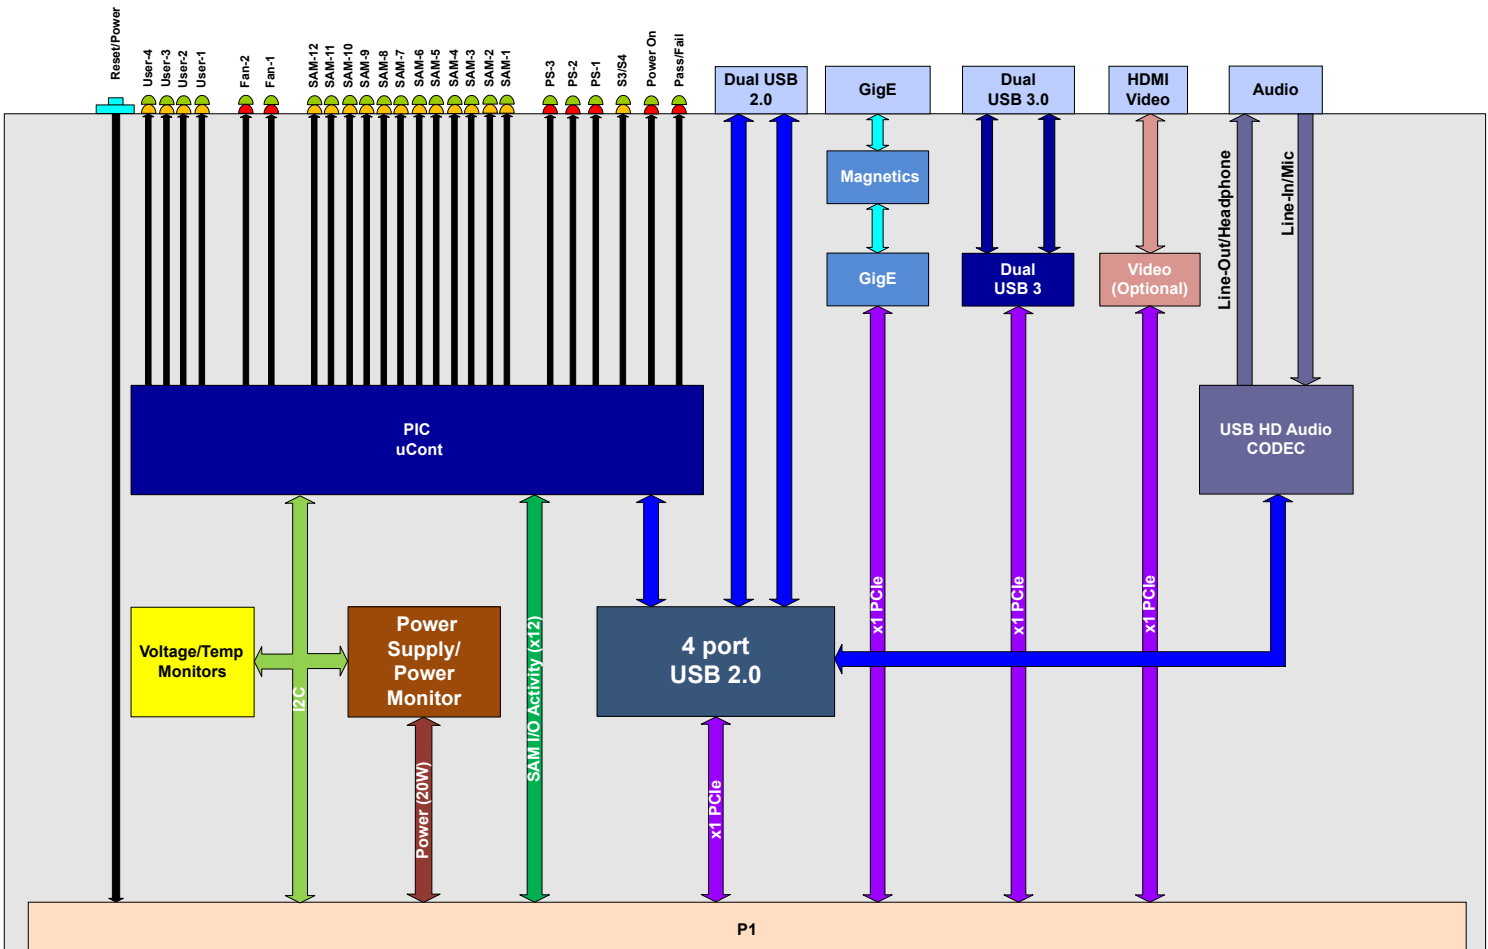 Reset/Power
User-4
User-3
User-2
User-1
Fan-2
Fan-1
SAM-12
SAM-11
SAM-10
SAM-9
SAM-8
SAM-7
SAM-6
SAM-5
SAM-4
SAM-3
SAM-2
SAM-1
PS-3
PS-2
PS-1
S3/S4
Power On
Pass/Fail
Dual USB
2.0
GigE
Dual
USB 3.0
HDMI
Video
Audio
Magnetics
GigE
Dual
USB 3
Video
(Optional)
Line-Out/Headphone
Line-In/Mic
PIC
uCont
USB HD Audio
CODEC
Voltage/Temp
Monitors
I2C
Power
Supply/
Power
Monitor
Power (20W)
SAM I/O Activity (x12)
4 port
USB 2.0
x1 PCIe
x1 PCIe
x1 PCIe
x1 PCIe
P1